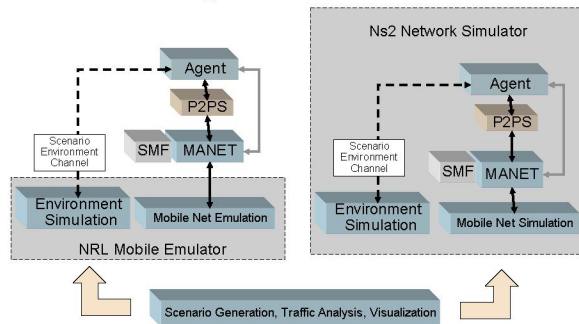 Agent
P2PS
Scenario
Environment
Channel
SMF
MANET
Environment
Simulation
Mobile Net Emulation
NRL Mobile Emulator
Ns2 Network Simulator
Agent
P2PS
Scenario
Environment
Channel
SMF
MANET
Environment
Simulation
Mobile Net Simulation
Scenario Generation, Traffic Analysis, Visualization